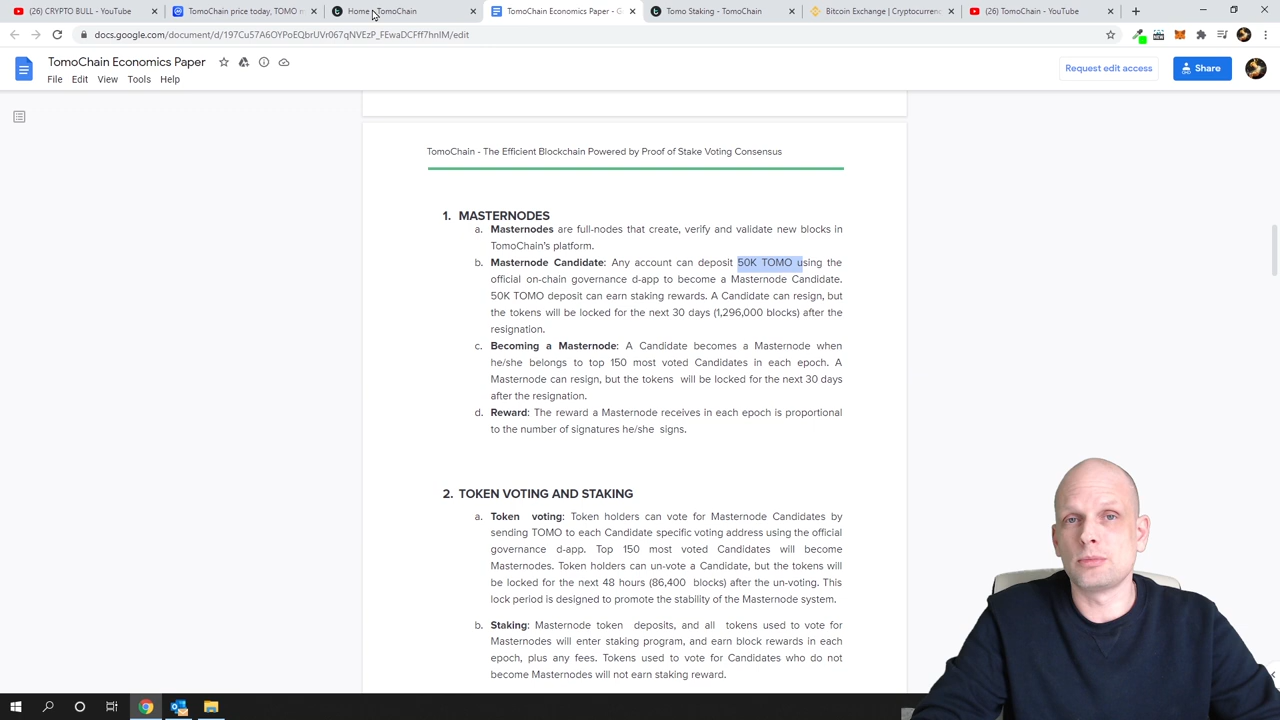 (26) CRYPTO BULL - YouTube
TomoChain price today, TOMO m
Home - TomoChain
TomoChain Economics Paper - G
Tomo Staking - TomoChain
Bitcoin Exchange | Cryptocurrenc
(26) TomoChain - YouTube
docs.google.com/document/d/197Cu57A6OYPoEQbrUVr067qNVEzP_FEwaDCFff7hnIM/edit
TomoChain Economics Paper
File Edit View Tools Help
Request edit access
Share
TomoChain - The Efficient Blockchain Powered by Proof of Stake Voting Consensus
1. MASTERNODES
a. Masternodes are full-nodes that create, verify and validate new blocks in
TomoChain's platform.
b. Masternode Candidate: Any account can deposit 50K TOMO using the
official on-chain governance d-app to become a Masternode Candidate.
50K TOMO deposit can earn staking rewards. A Candidate can resign, but
the tokens will be locked for the next 30 days (1,296,000 blocks) after the
resignation.
c. Becoming a Masternode: A Candidate becomes a Masternode when
he/she belongs to top 150 most voted Candidates in each epoch. A
Masternode can resign, but the tokens will be locked for the next 30 days
after the resignation.
d. Reward: The reward a Masternode receives in each epoch is proportional
to the number of signatures he/she signs.
2. TOKEN VOTING AND STAKING
a. Token voting: Token holders can vote for Masternode Candidates by
sending TOMO to each Candidate specific voting address using the official
governance d-app. Top 150 most voted Candidates will become
Masternodes. Token holders can un-vote a Candidate, but the tokens will
be locked for the next 48 hours (86,400 blocks) after the un-voting. This
lock period is designed to promote the stability of the Masternode system.
b. Staking: Masternode token deposits, and all tokens used to vote for
Masternodes will enter staking program, and earn block rewards in each
epoch, plus any fees. Tokens used to vote for Candidates who do not
become Masternodes will not earn staking reward.